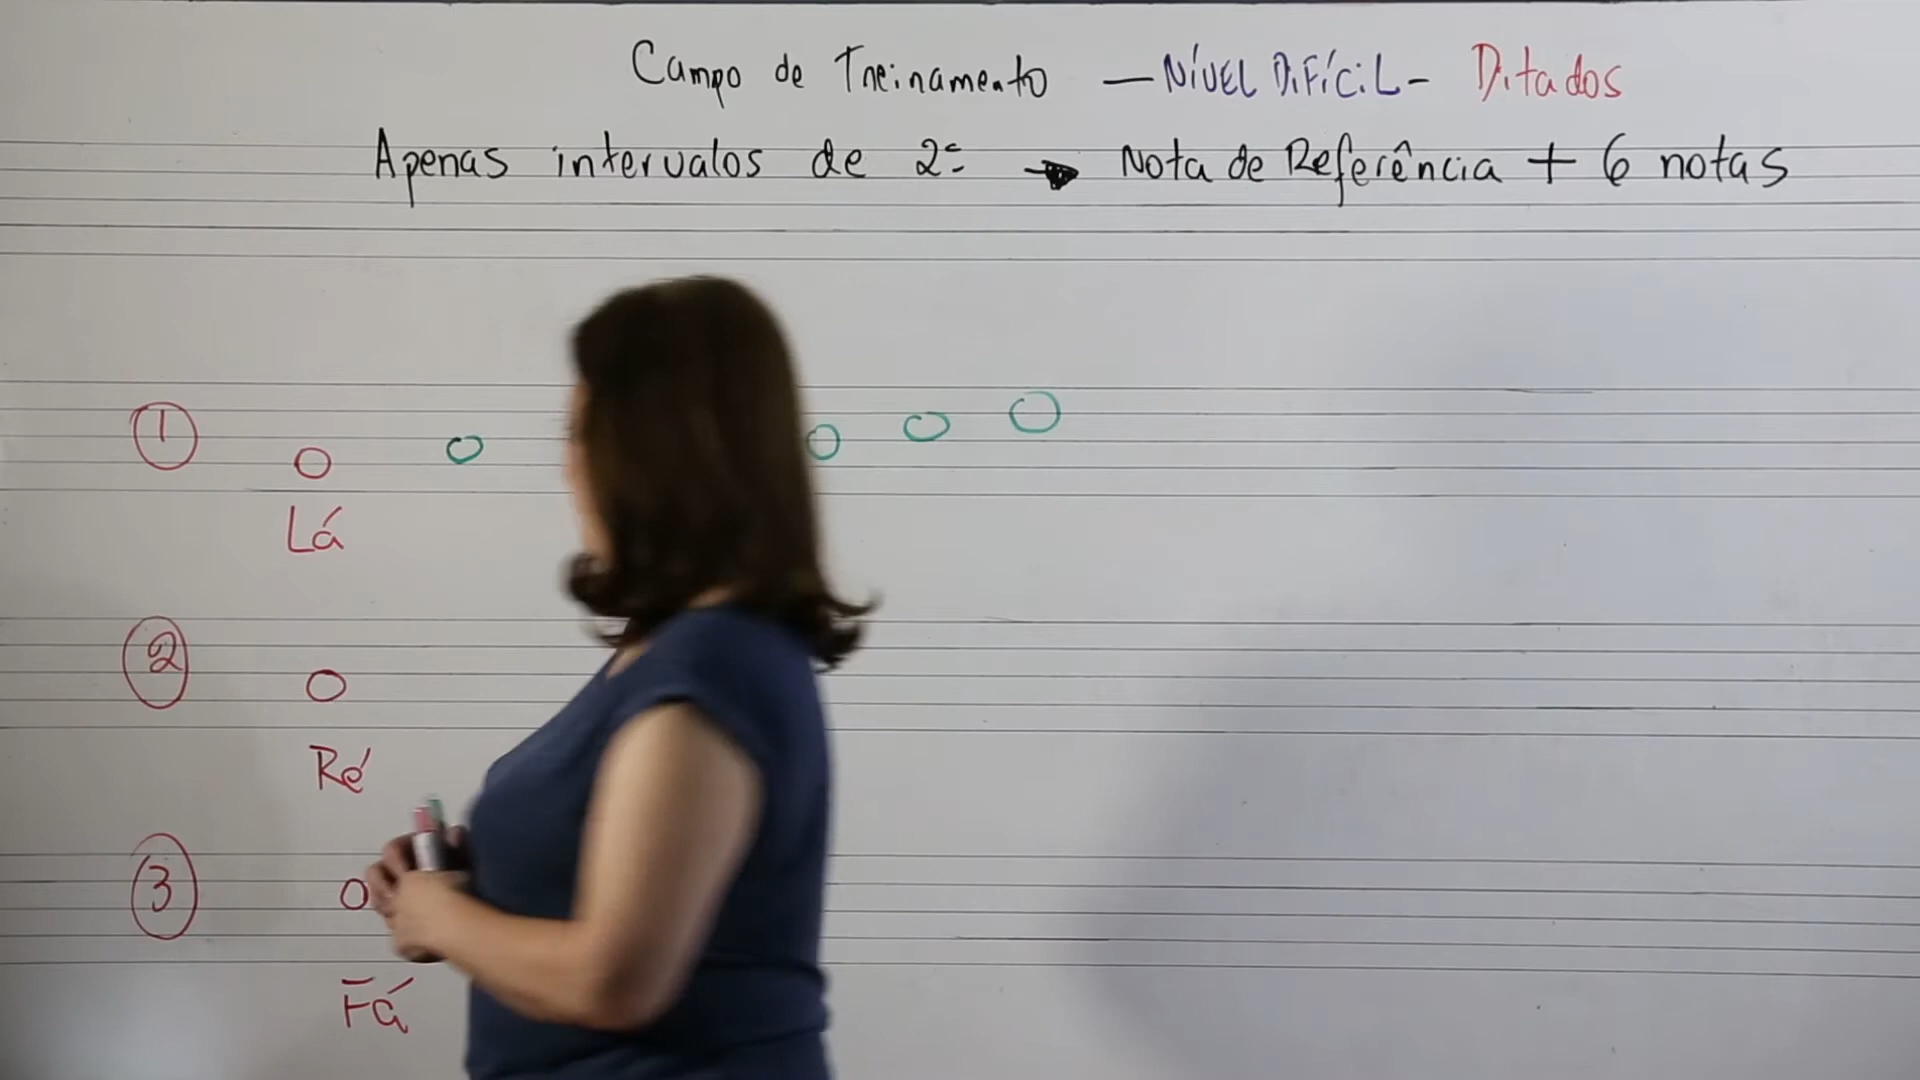 Campo de Treinamento — NÍVEL DIFÍCIL - Ditados
Apenas intervalos de 2ª → Nota de Referência + 6 notas
1
Lá
2
Ré
3
Fá